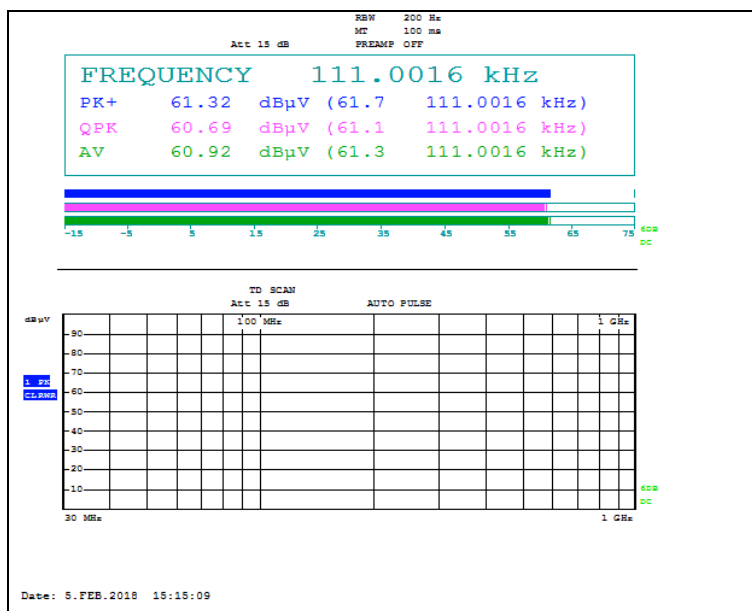 RBW 200 Hz
MT 100 ms
Att 15 dB PREAMP OFF
FREQUENCY 111.0016 kHz
PK+ 61.32 dBµV (61.7 111.0016 kHz)
QPK 60.69 dBµV (61.1 111.0016 kHz)
AV 60.92 dBµV (61.3 111.0016 kHz)
-15 -5 5 15 25 35 45 55 65 75
6DB
DC
TD SCAN
Att 15 dB AUTO PULSE
dBµV 100 MHz 1 GHz
90
80
70
1 PK
CLRWR
60
50
40
30
20
10
6DB
DC
30 MHz 1 GHz
Date: 5.FEB.2018 15:15:09